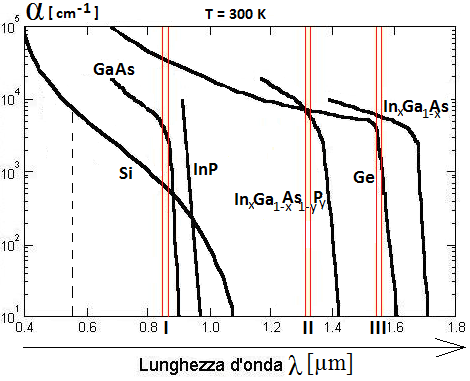 α [ cm⁻¹] T = 300 K
10⁵
GaAs
10⁴
InₓGa₁₋ₓAs
10³
Si
InP
Ge
InₓGa₁₋ₓAs₁₋yPy
10²
10¹
0.4 0.6 0.8 I 1.0 1.2 II 1.4 III 1.6 1.8
Lunghezza d'onda λ [μm]